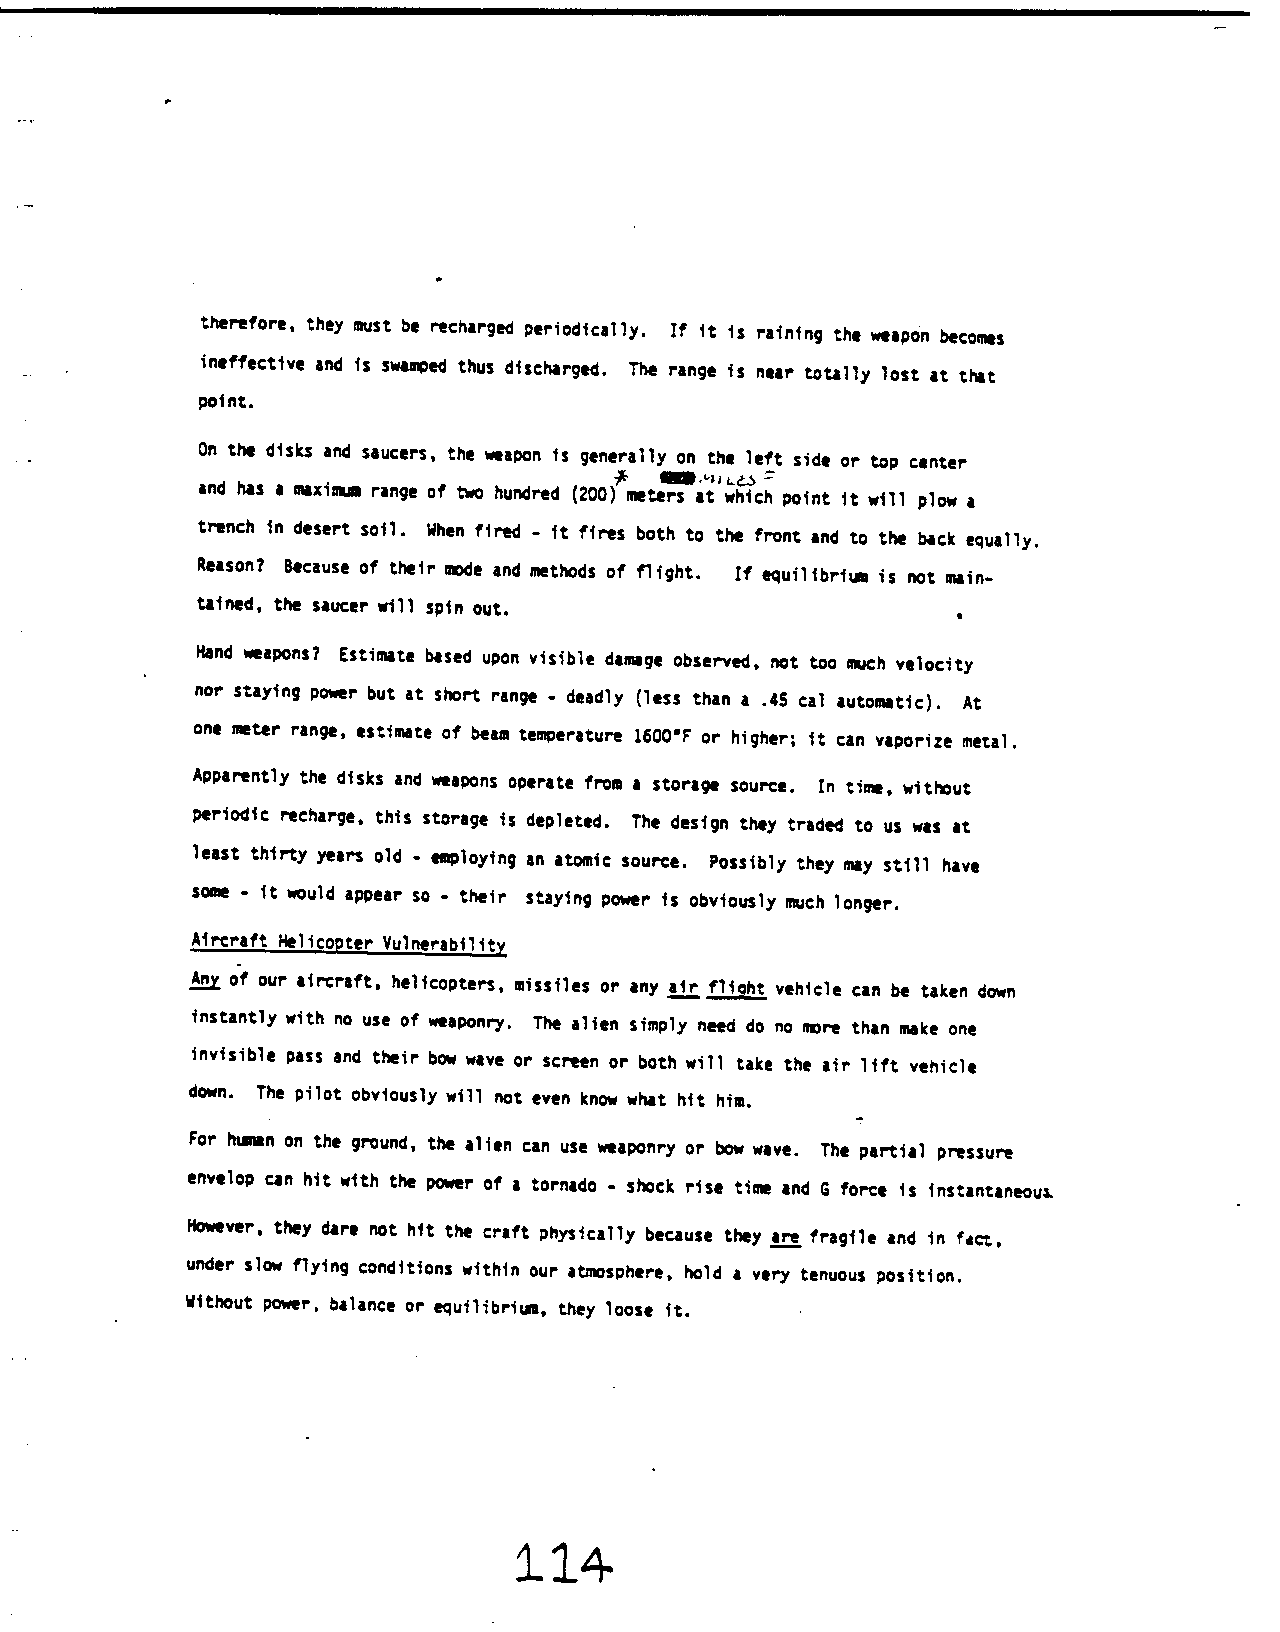 therefore, they must be recharged periodically. If it is raining the weapon becomes
ineffective and is swamped thus discharged. The range is near totally lost at that
point.
On the disks and saucers, the weapon is generally on the left side or top center
* MILES =
and has a maximum range of two hundred (200) meters at which point it will plow a
trench in desert soil. When fired - it fires both to the front and to the back equally.
Reason? Because of their mode and methods of flight. If equilibrium is not main-
tained, the saucer will spin out.
Hand weapons? Estimate based upon visible damage observed, not too much velocity
nor staying power but at short range - deadly (less than a .45 cal automatic). At
one meter range, estimate of beam temperature 1600°F or higher; it can vaporize metal.
Apparently the disks and weapons operate from a storage source. In time, without
periodic recharge, this storage is depleted. The design they traded to us was at
least thirty years old - employing an atomic source. Possibly they may still have
some - it would appear so - their staying power is obviously much longer.
Aircraft Helicopter Vulnerability
Any of our aircraft, helicopters, missiles or any air flight vehicle can be taken down
instantly with no use of weaponry. The alien simply need do no more than make one
invisible pass and their bow wave or screen or both will take the air lift vehicle
down. The pilot obviously will not even know what hit him.
For human on the ground, the alien can use weaponry or bow wave. The partial pressure
envelop can hit with the power of a tornado - shock rise time and G force is instantaneous.
However, they dare not hit the craft physically because they are fragile and in fact,
under slow flying conditions within our atmosphere, hold a very tenuous position.
Without power, balance or equilibrium, they loose it.
114